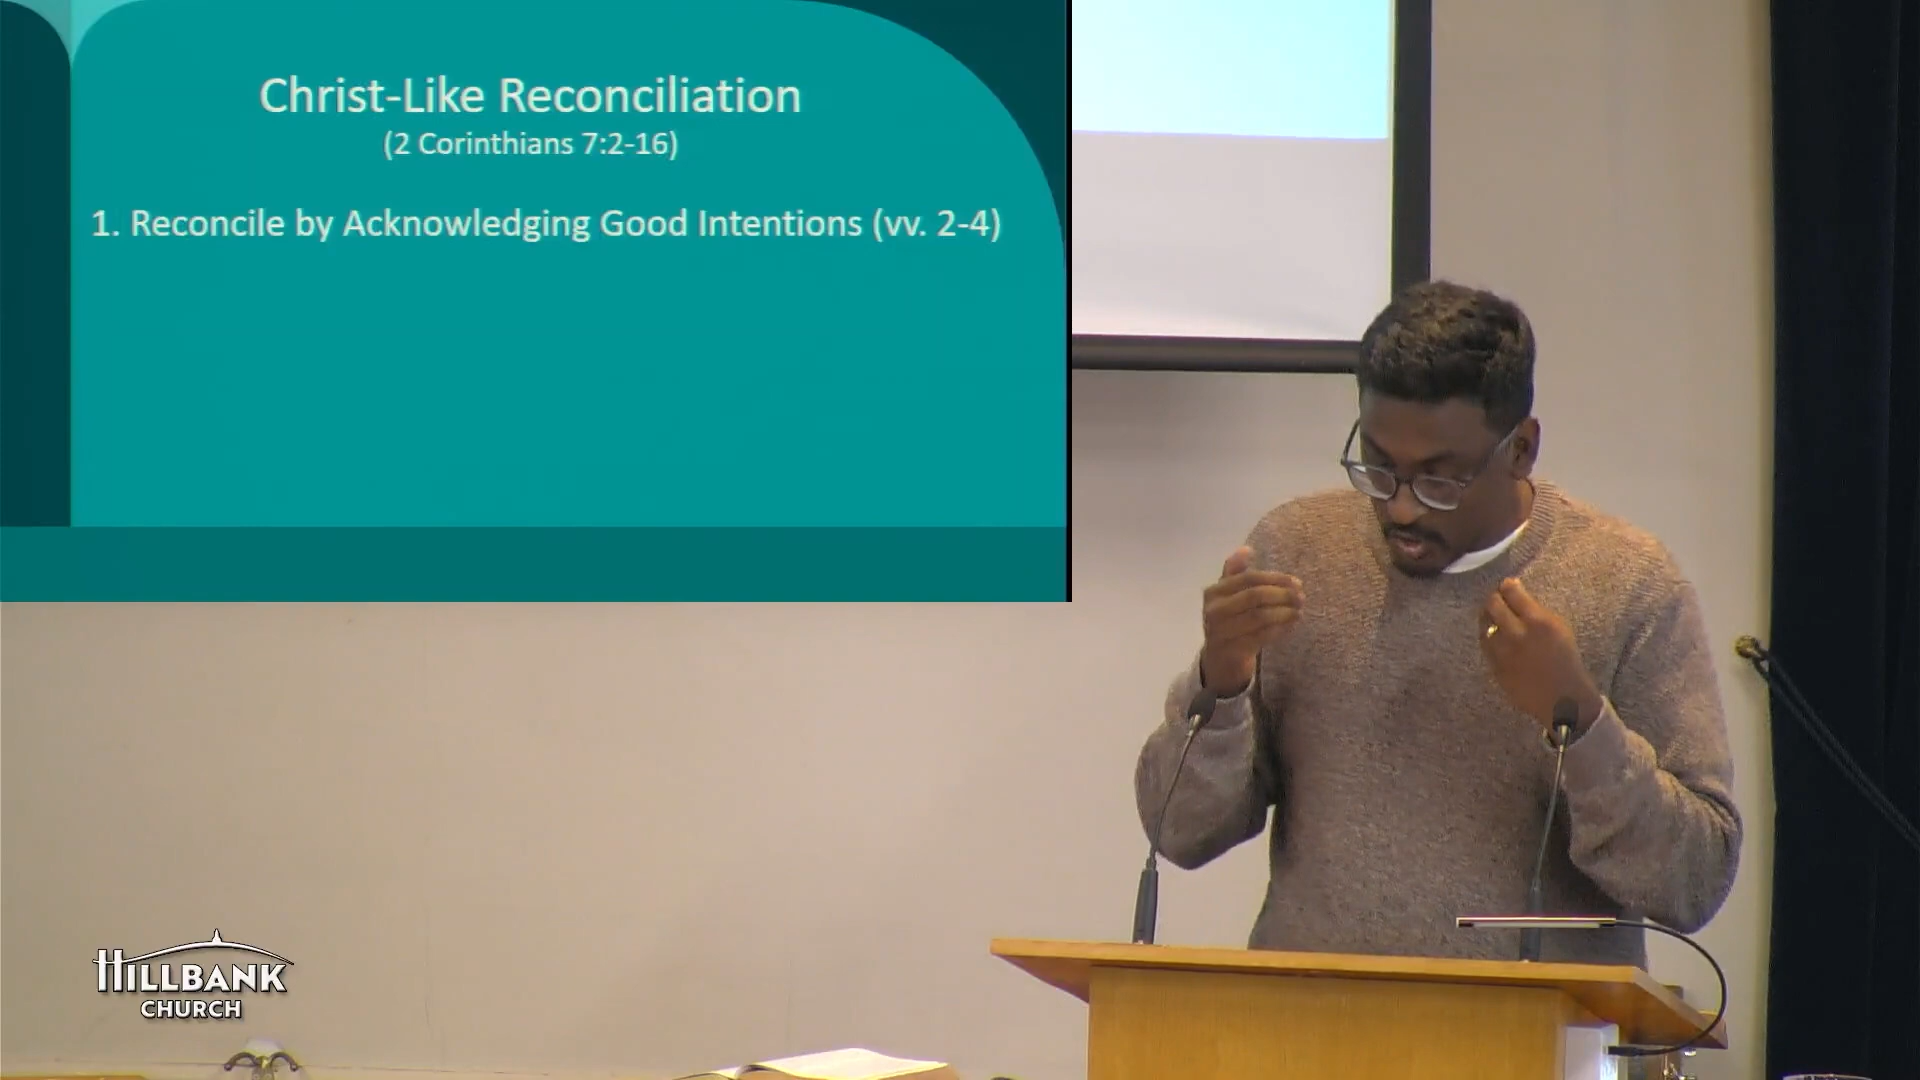 Christ-Like Reconciliation
(2 Corinthians 7:2-16)
1. Reconcile by Acknowledging Good Intentions (vv. 2-4)
HILLBANK
CHURCH